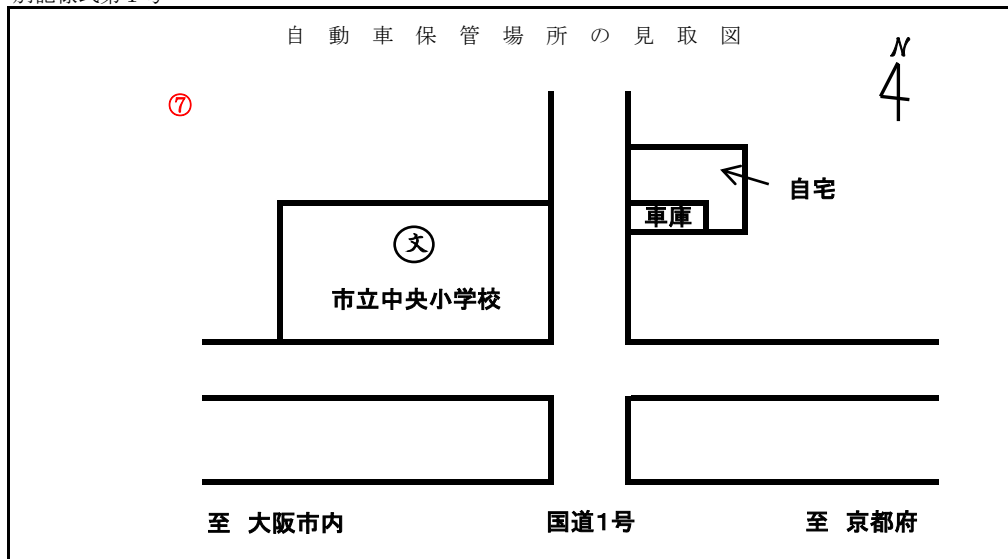 別記様式第1号
自動車保管場所の見取図
N
⑦
自宅
車庫
文
市立中央小学校
至 大阪市内
国道1号
至 京都府